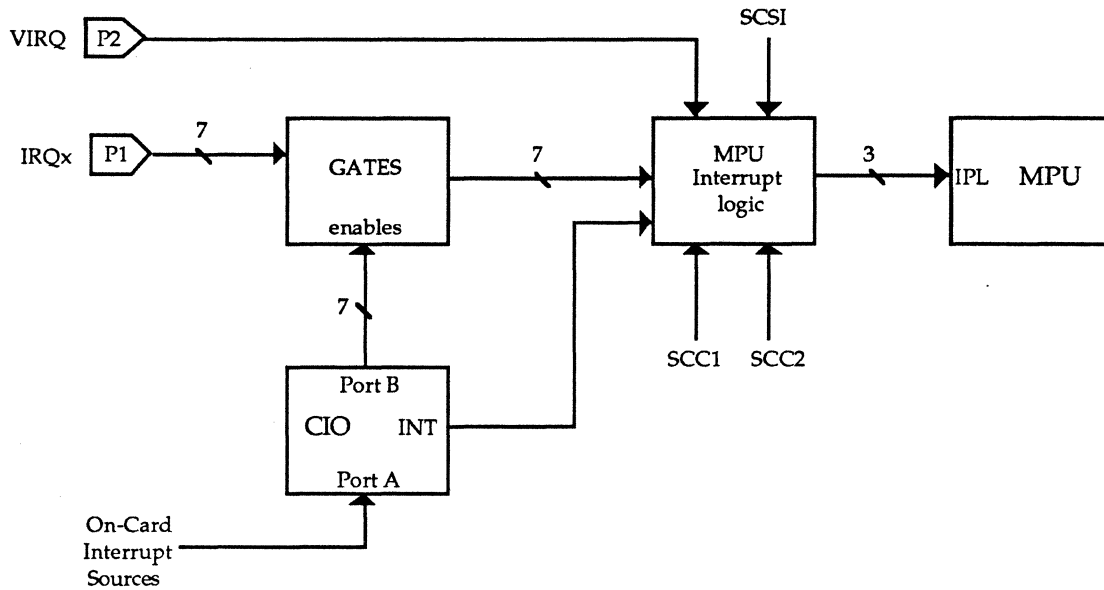 SCSI
VIRQ P2
7
IRQx P1
GATES
enables
7
MPU
Interrupt
logic
3
IPL MPU
7
SCC1 SCC2
Port B
CIO INT
Port A
On-Card
Interrupt
Sources